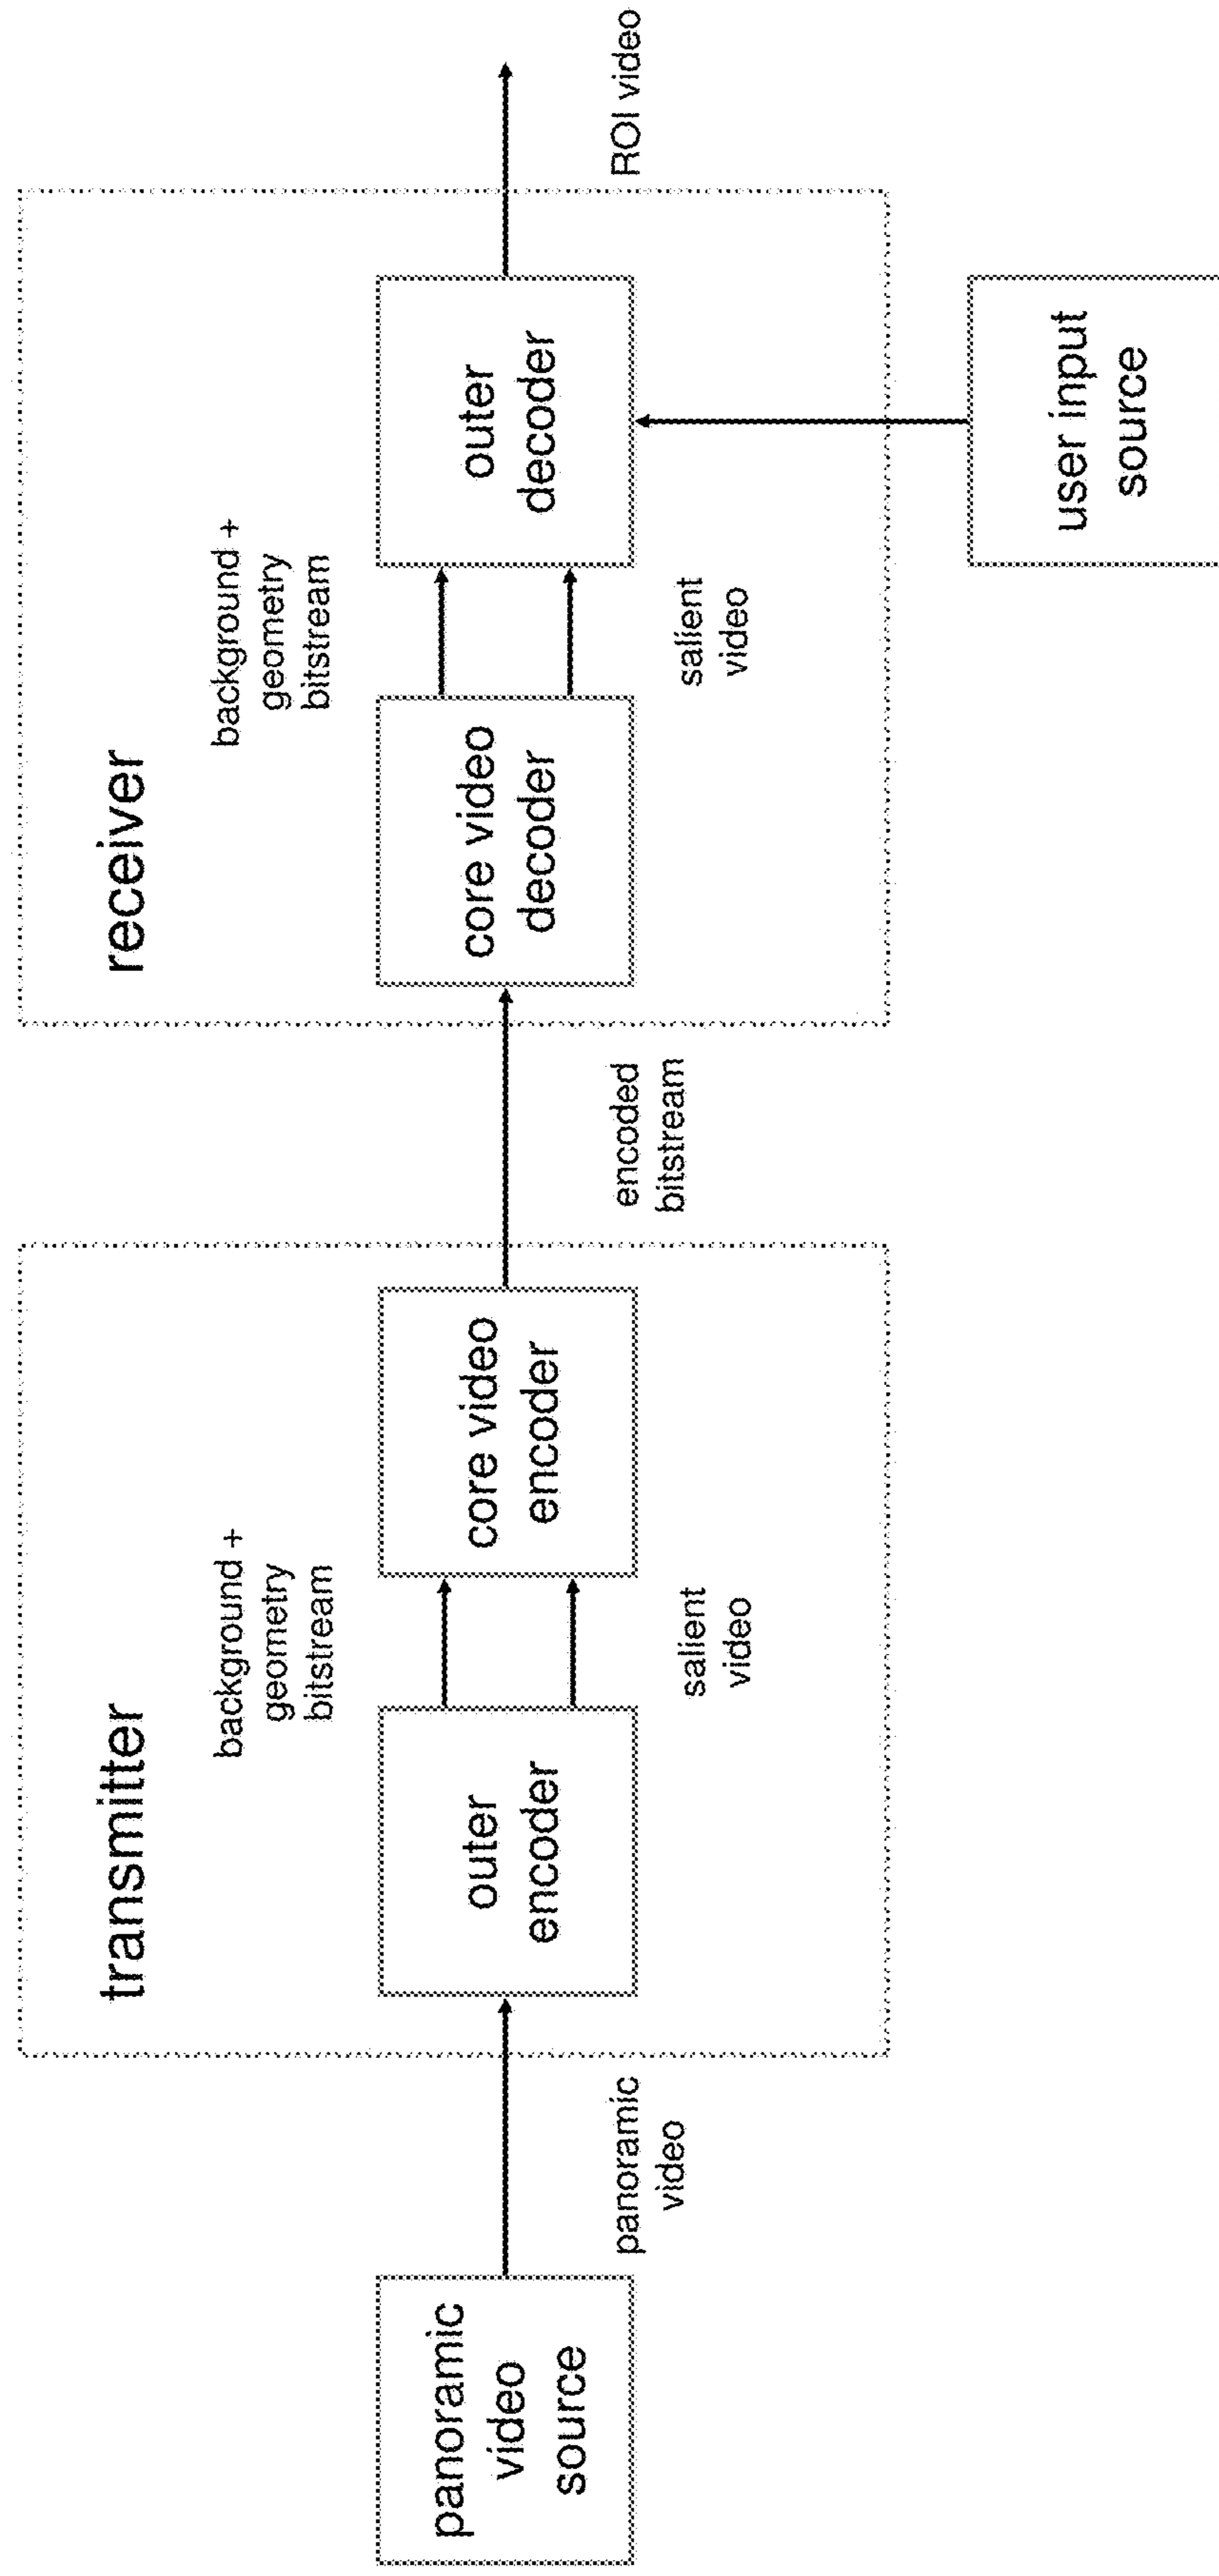 transmitter
receiver
panoramic
video
source
panoramic
video
outer
encoder
background +
geometry
bitstream
salient
video
core video
encoder
encoded
bitstream
core video
decoder
background +
geometry
bitstream
salient
video
outer
decoder
user input
source
ROI video